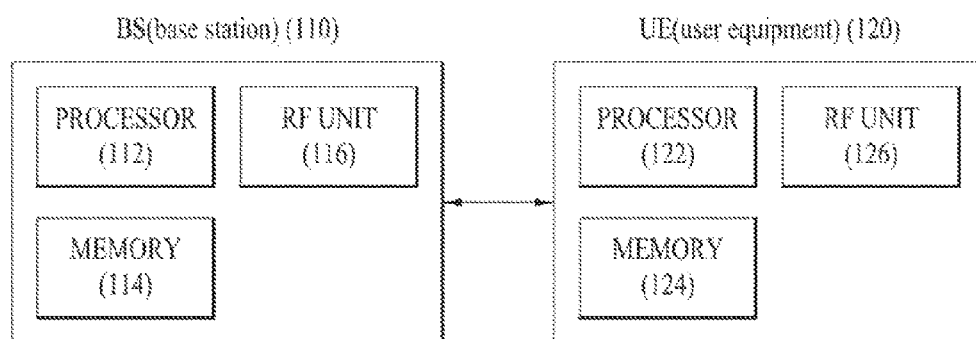 BS(base station) (110)
UE(user equipment) (120)
PROCESSOR
(112)
RF UNIT
(116)
MEMORY
(114)
PROCESSOR
(122)
RF UNIT
(126)
MEMORY
(124)